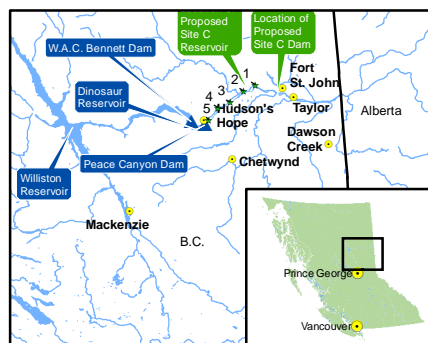 Proposed
Site C
Reservoir
Location of
Proposed
Site C Dam
W.A.C. Bennett Dam
2
1
Fort
St. John
Dinosaur
Reservoir
3
4
5
Hudson's
Hope
Taylor
Alberta
Dawson
Creek
Peace Canyon Dam
Chetwynd
Williston
Reservoir
Mackenzie
B.C.
Prince George
Vancouver